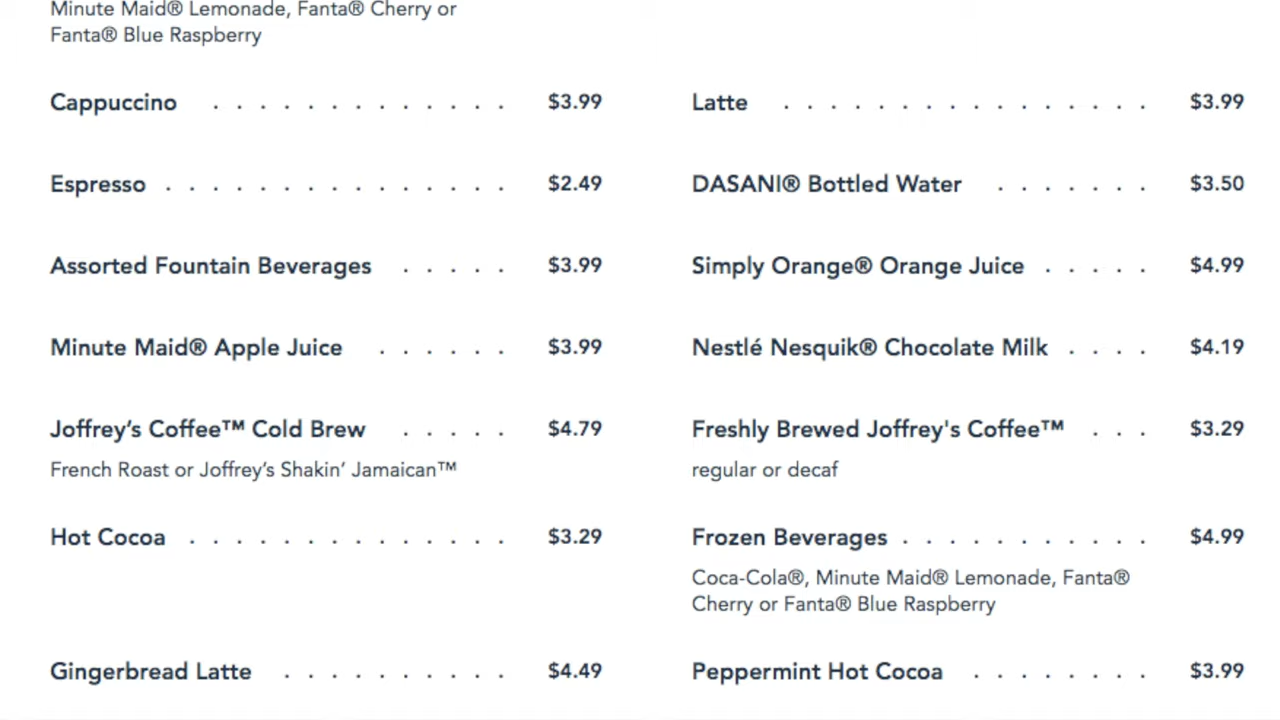 Minute Maid® Lemonade, Fanta® Cherry or
Fanta® Blue Raspberry
Cappuccino . . . . . . . . . . . . . $3.99
Latte . . . . . . . . . . . . . . . . $3.99
Espresso . . . . . . . . . . . . . . . $2.49
DASANI® Bottled Water . . . . . . . $3.50
Assorted Fountain Beverages . . . . . $3.99
Simply Orange® Orange Juice . . . . . $4.99
Minute Maid® Apple Juice . . . . . . $3.99
Nestlé Nesquik® Chocolate Milk . . . . $4.19
Joffrey’s Coffee™ Cold Brew . . . . . $4.79
French Roast or Joffrey’s Shakin’ Jamaican™
Freshly Brewed Joffrey's Coffee™ . . . $3.29
regular or decaf
Hot Cocoa . . . . . . . . . . . . . . $3.29
Frozen Beverages . . . . . . . . . . . $4.99
Coca-Cola®, Minute Maid® Lemonade, Fanta®
Cherry or Fanta® Blue Raspberry
Gingerbread Latte . . . . . . . . . . $4.49
Peppermint Hot Cocoa . . . . . . . . $3.99